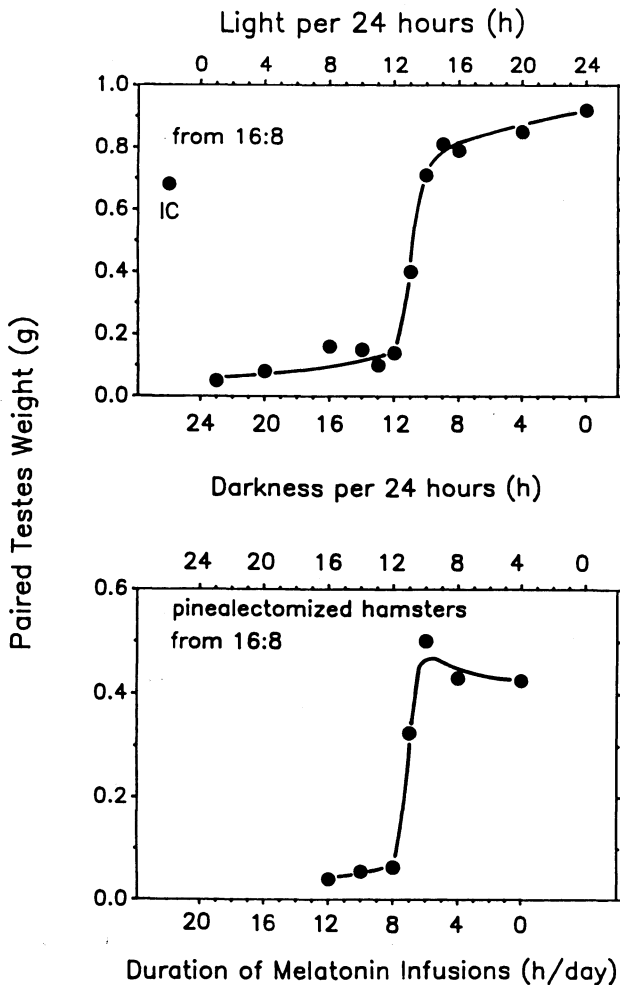 Light per 24 hours (h)
0 4 8 12 16 20 24
1.0
from 16:8
0.8
IC
0.6
0.4
0.2
0.0
24 20 16 12 8 4 0
Darkness per 24 hours (h)
Paired Testes Weight (g)
24 20 16 12 8 4 0
0.6
pinealectomized hamsters
from 16:8
0.4
0.2
0.0
20 16 12 8 4 0
Duration of Melatonin Infusions (h/day)